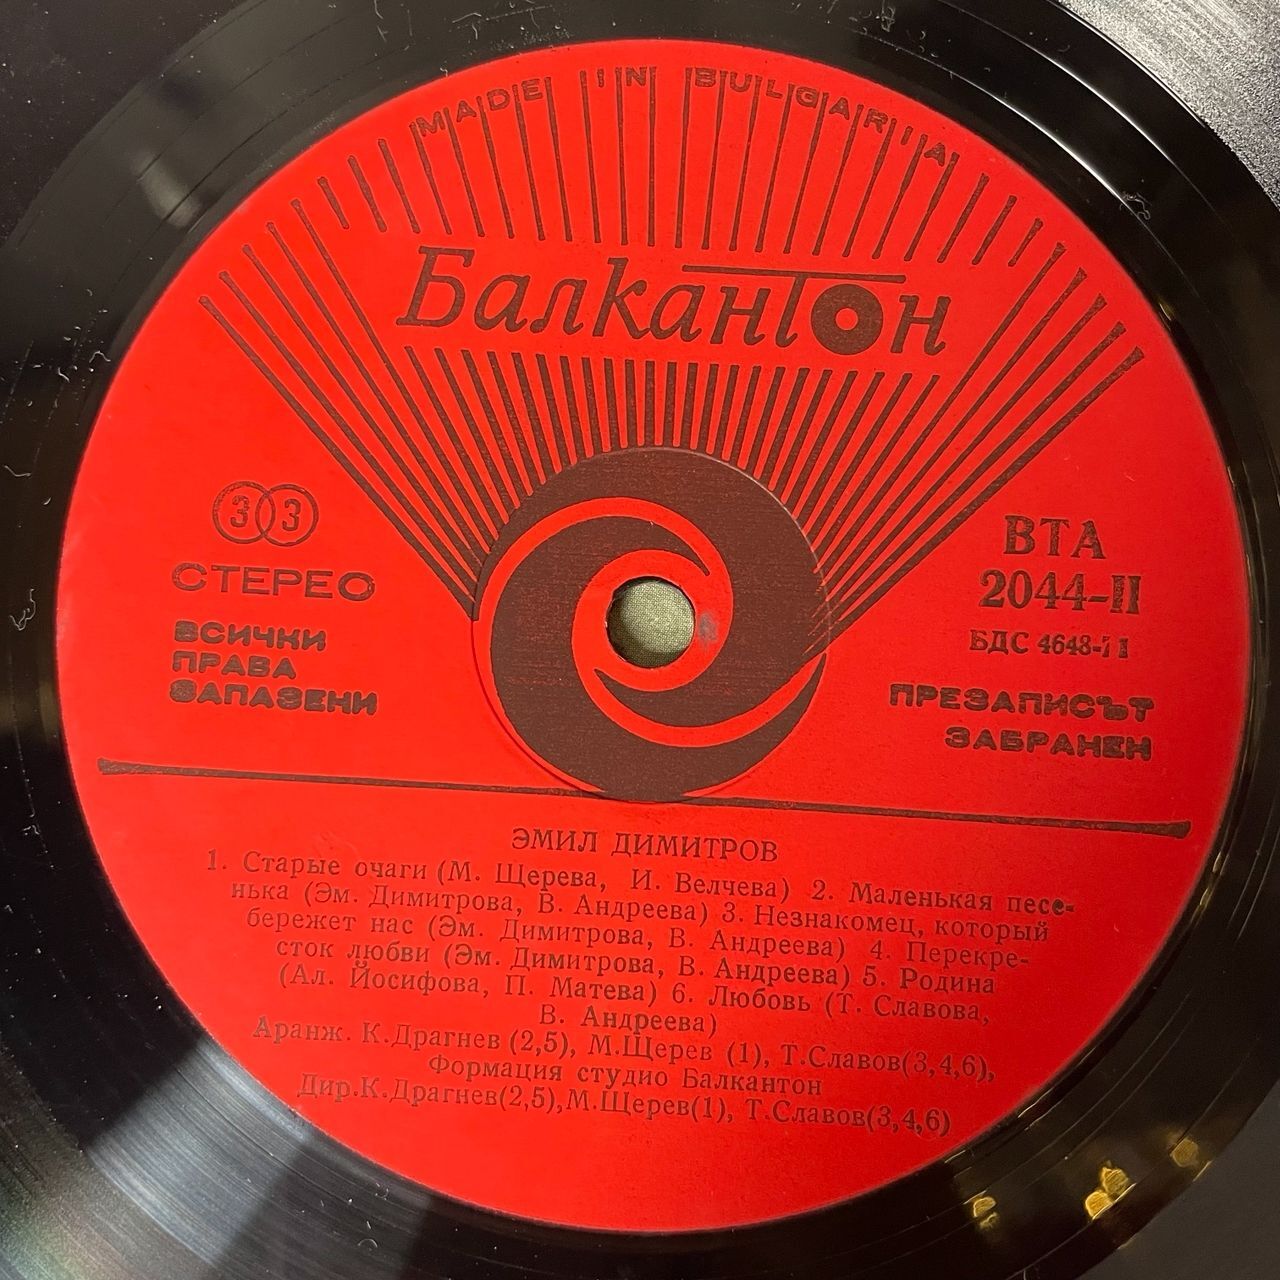 MADE IN BULGARIA
Балкантон
33
СТЕРЕО
ВСИЧКИ
ПРАВА
ЗАПАЗЕНИ
ВТА
2044-II
БДС 4648-71
ПРЕЗАПИСЪТ
ЗАБРАНЕН
ЭМИЛ ДИМИТРОВ
1. Старые очаги (М. Щерева, И. Велчева) 2. Маленькая песе-
нька (Эм. Димитрова, В. Андреева) 3. Незнакомец, который
бережет нас (Эм. Димитрова, В. Андреева) 4. Перекре-
сток любви (Эм. Димитрова, В. Андреева) 5. Родина
(Ал. Йосифова, П. Матева) 6. Любовь (Т. Славова,
В. Андреева)
Аранж. К.Драгнев (2,5), М.Щерев (1), Т.Славов(3,4,6),
Формация студио Балкантон
Дир.К.Драгнев(2,5),М.Щерев(1), Т.Славов(3,4,6)